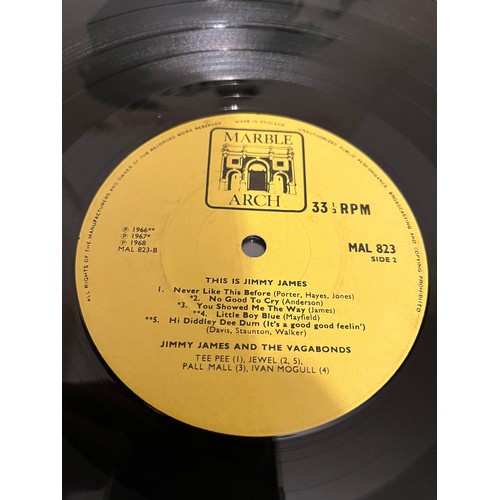 MADE IN ENGLAND
ALL RIGHTS OF THE MANUFACTURERS AND OWNER OF THE RECORDED WORK RESERVED
UNAUTHORISED PUBLIC PERFORMANCE, BROADCASTING AND COPYING PROHIBITED
MARBLE
ARCH
33⅓ RPM
℗ 1966**
℗ 1967*
℗ 1968
MAL 823-B
MAL 823
SIDE 2
THIS IS JIMMY JAMES
1. Never Like This Before (Porter, Hayes, Jones)
*2. No Good To Cry (Anderson)
*3. You Showed Me The Way (James)
**4. Little Boy Blue (Mayfield)
**5. Hi Diddley Dee Dum (It's a good good feelin')
(Davis, Staunton, Walker)
JIMMY JAMES AND THE VAGABONDS
TEE PEE (1), JEWEL (2, 5),
PALL MALL (3), IVAN MOGULL (4)